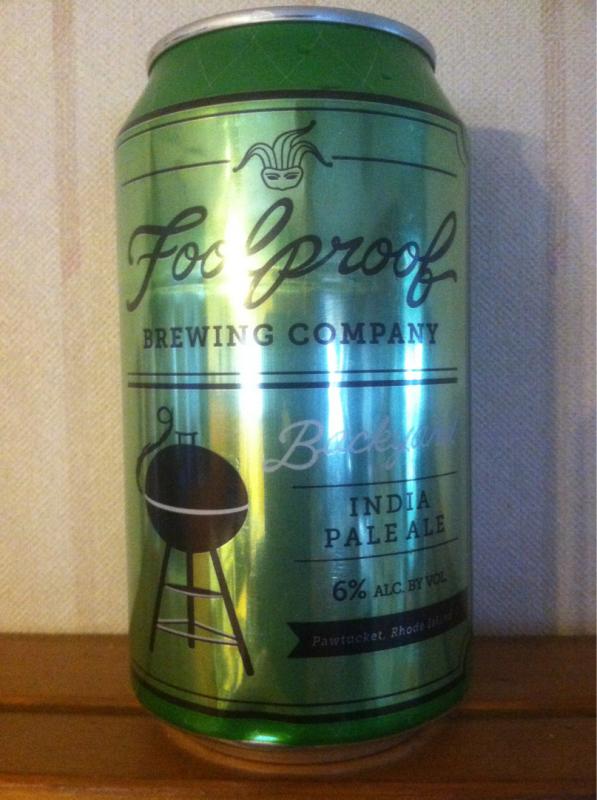 Foolproof
BREWING COMPANY
Backyard
INDIA
PALE ALE
6% ALC. BY VOL.
Pawtucket, Rhode Island